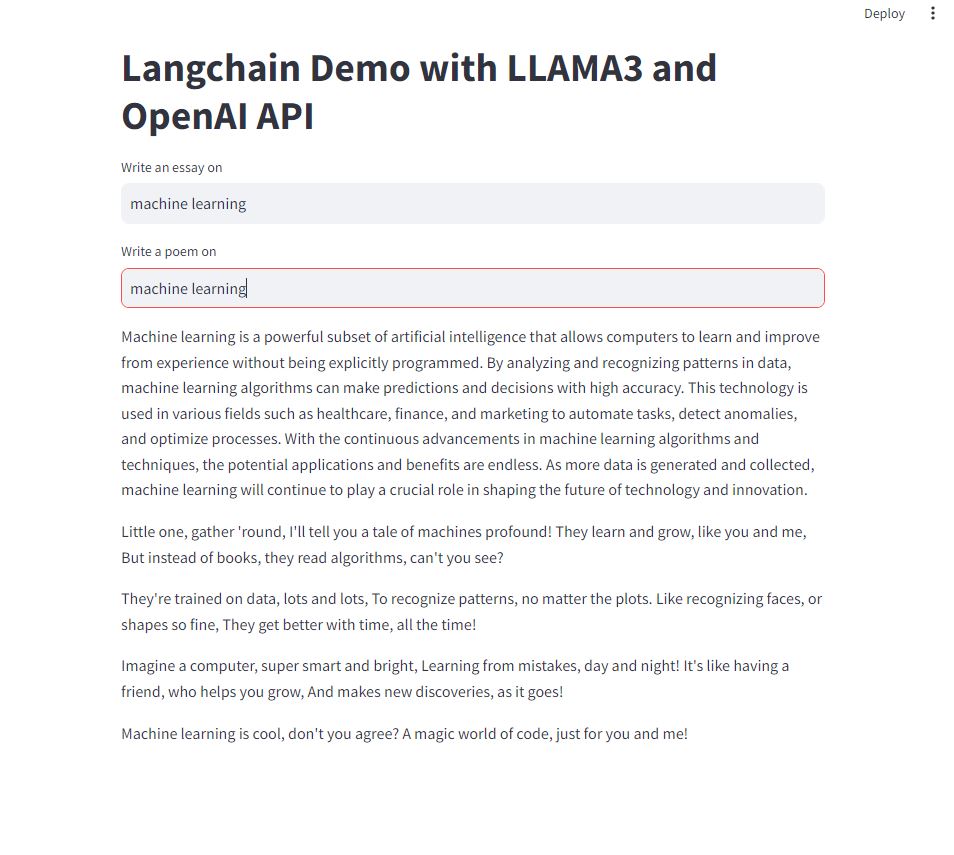 Deploy
Langchain Demo with LLAMA3 and
OpenAI API
Write an essay on
machine learning
Write a poem on
machine learning
Machine learning is a powerful subset of artificial intelligence that allows computers to learn and improve
from experience without being explicitly programmed. By analyzing and recognizing patterns in data,
machine learning algorithms can make predictions and decisions with high accuracy. This technology is
used in various fields such as healthcare, finance, and marketing to automate tasks, detect anomalies,
and optimize processes. With the continuous advancements in machine learning algorithms and
techniques, the potential applications and benefits are endless. As more data is generated and collected,
machine learning will continue to play a crucial role in shaping the future of technology and innovation.
Little one, gather 'round, I'll tell you a tale of machines profound! They learn and grow, like you and me,
But instead of books, they read algorithms, can't you see?
They're trained on data, lots and lots, To recognize patterns, no matter the plots. Like recognizing faces, or
shapes so fine, They get better with time, all the time!
Imagine a computer, super smart and bright, Learning from mistakes, day and night! It's like having a
friend, who helps you grow, And makes new discoveries, as it goes!
Machine learning is cool, don't you agree? A magic world of code, just for you and me!